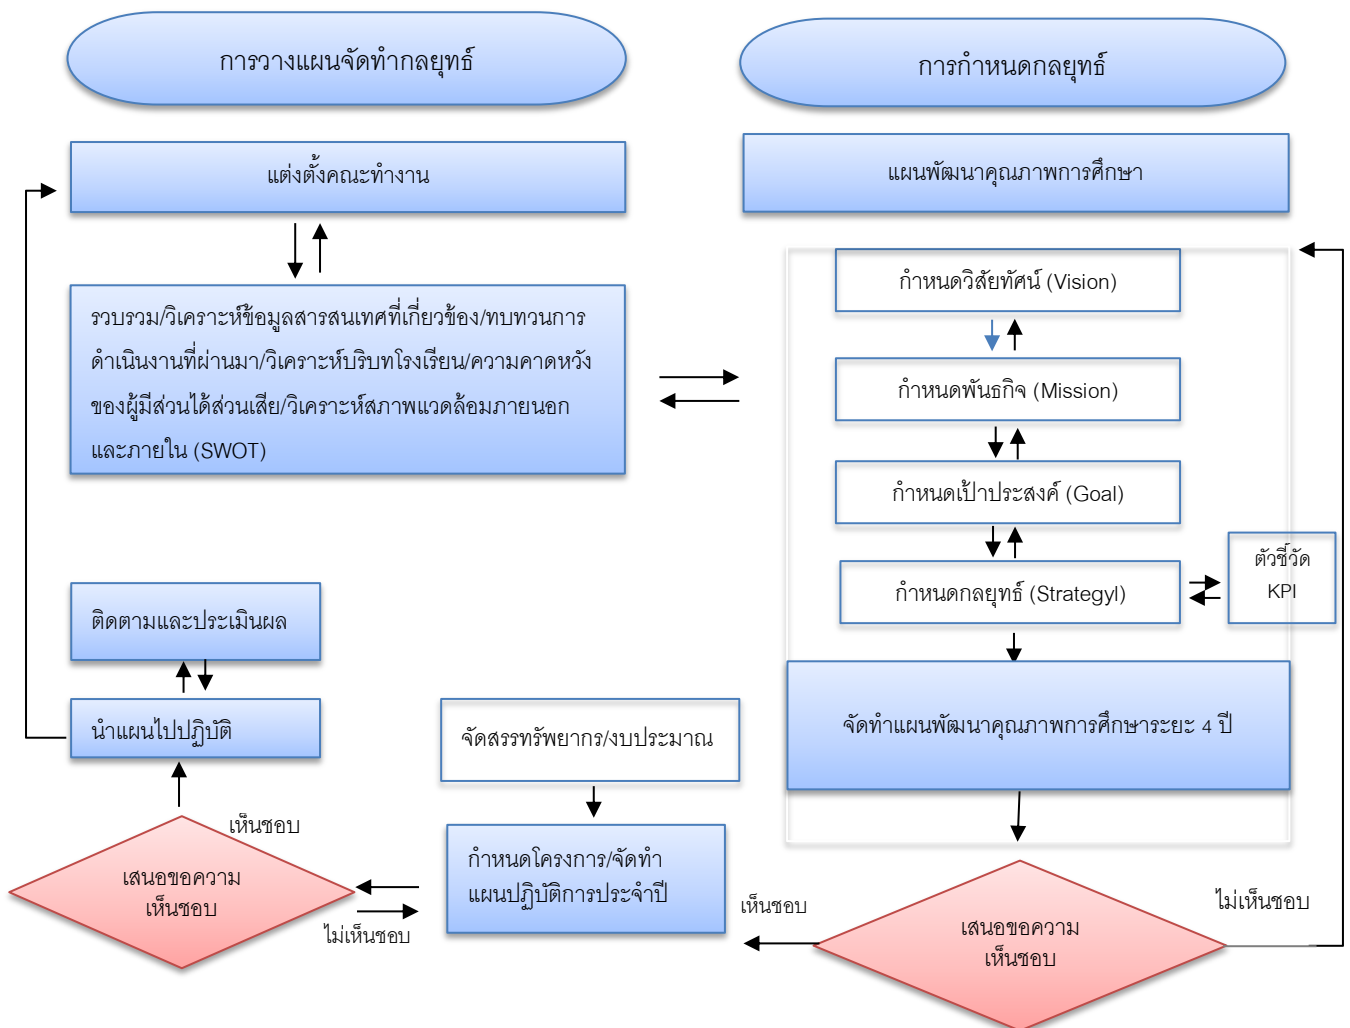 การวางแผนจัดทำกลยุทธ์
การกำหนดกลยุทธ์
แต่งตั้งคณะทำงาน
แผนพัฒนาคุณภาพการศึกษา
รวบรวม/วิเคราะห์ข้อมูลสารสนเทศที่เกี่ยวข้อง/ทบทวนการ
ดำเนินงานที่ผ่านมา/วิเคราะห์บริบทโรงเรียน/ความคาดหวัง
ของผู้มีส่วนได้ส่วนเสีย/วิเคราะห์สภาพแวดล้อมภายนอก
และภายใน (SWOT)
กำหนดวิสัยทัศน์ (Vision)
กำหนดพันธกิจ (Mission)
กำหนดเป้าประสงค์ (Goal)
กำหนดกลยุทธ์ (Strategyl)
ตัวชี้วัด
KPI
จัดทำแผนพัฒนาคุณภาพการศึกษาระยะ 4 ปี
ติดตามและประเมินผล
นำแผนไปปฏิบัติ
จัดสรรทรัพยากร/งบประมาณ
กำหนดโครงการ/จัดทำ
แผนปฏิบัติการประจำปี
เห็นชอบ
เสนอขอความ
เห็นชอบ
ไม่เห็นชอบ
เห็นชอบ
เสนอขอความ
เห็นชอบ
ไม่เห็นชอบ